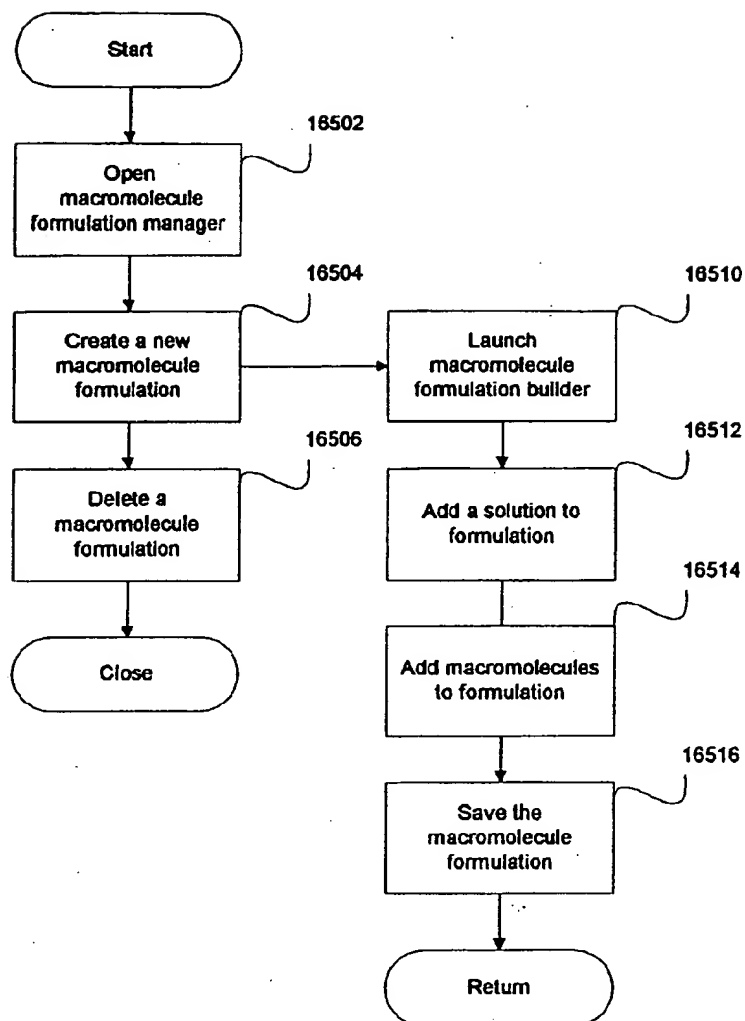 Start
16502
Open
macromolecule
formulation manager
16504
Create a new
macromolecule
formulation
16506
Delete a
macromolecule
formulation
Close
16510
Launch
macromolecule
formulation builder
16512
Add a solution to
formulation
16514
Add macromolecules
to formulation
16516
Save the
macromolecule
formulation
Return